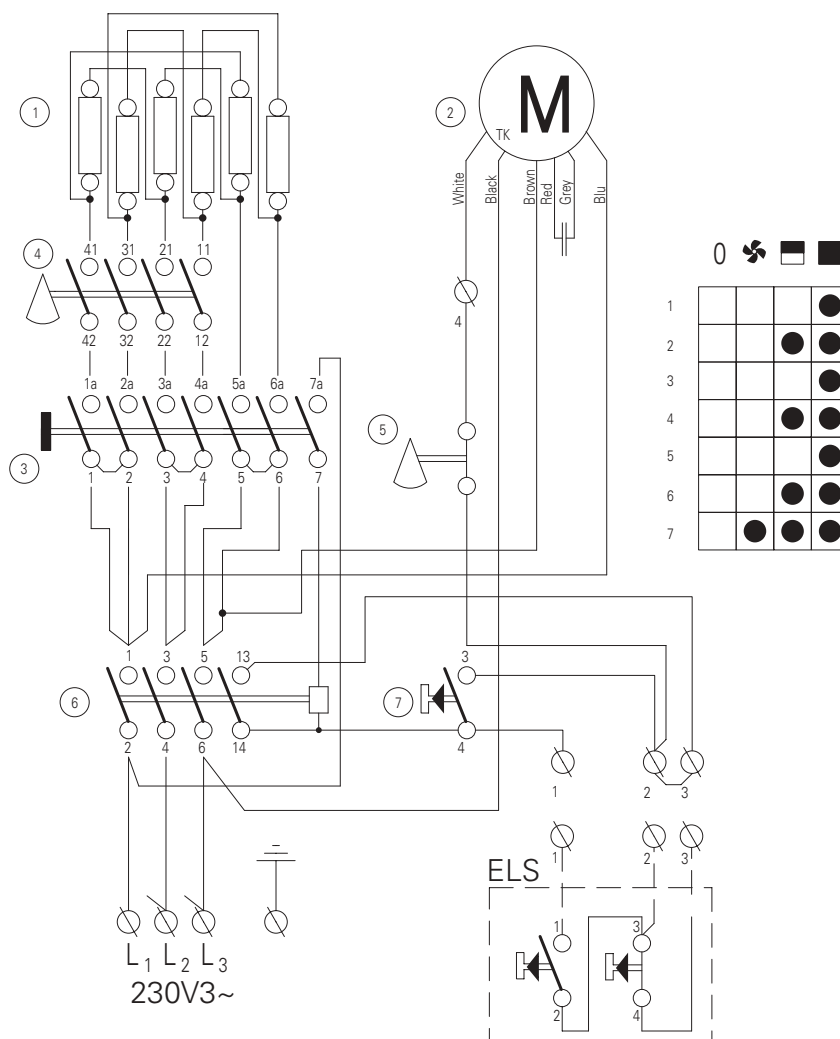 1
2
M
TK
White
Black
Brown
Red
Grey
Blu
0
4
41 31 21 11
42 32 22 12
4
1a 2a 3a 4a 5a 6a 7a
3
1 2 3 4 5 6 7
5
1
2
3
4
5
6
7
1 3 5 13
6
2 4 6 14
3
7
4
1 2 3
1 2 3
ELS
1 3
2 4
L1 L2 L3
230V3~